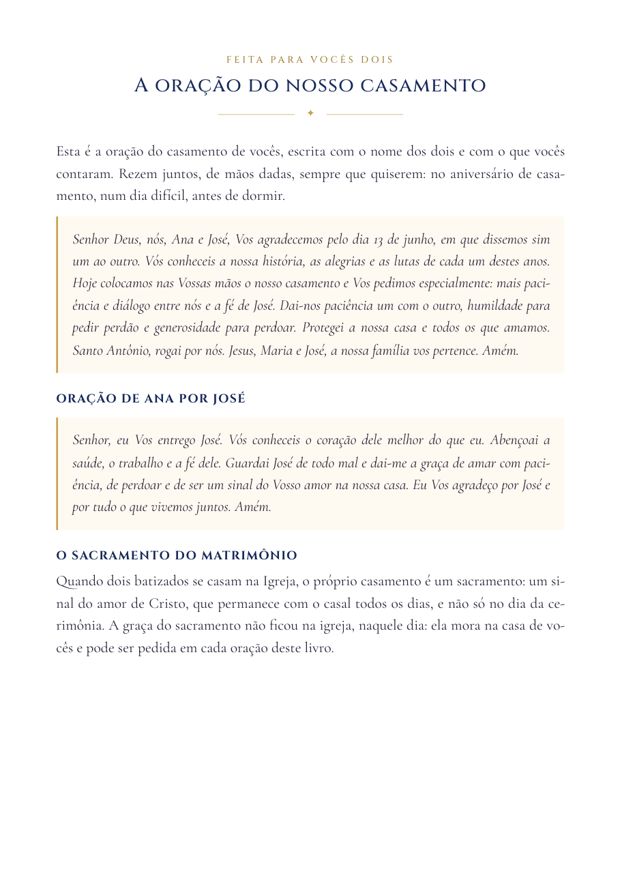 FEITA PARA VOCÊS DOIS
A ORAÇÃO DO NOSSO CASAMENTO
Esta é a oração do casamento de vocês, escrita com o nome dos dois e com o que vocês
contaram. Rezem juntos, de mãos dadas, sempre que quiserem: no aniversário de casa-
mento, num dia difícil, antes de dormir.
Senhor Deus, nós, Ana e José, Vos agradecemos pelo dia 13 de junho, em que dissemos sim
um ao outro. Vós conheceis a nossa história, as alegrias e as lutas de cada um destes anos.
Hoje colocamos nas Vossas mãos o nosso casamento e Vos pedimos especialmente: mais paci-
ência e diálogo entre nós e a fé de José. Dai-nos paciência um com o outro, humildade para
pedir perdão e generosidade para perdoar. Protegei a nossa casa e todos os que amamos.
Santo Antônio, rogai por nós. Jesus, Maria e José, a nossa família vos pertence. Amém.
ORAÇÃO DE ANA POR JOSÉ
Senhor, eu Vos entrego José. Vós conheceis o coração dele melhor do que eu. Abençoai a
saúde, o trabalho e a fé dele. Guardai José de todo mal e dai-me a graça de amar com paci-
ência, de perdoar e de ser um sinal do Vosso amor na nossa casa. Eu Vos agradeço por José e
por tudo o que vivemos juntos. Amém.
O SACRAMENTO DO MATRIMÔNIO
Quando dois batizados se casam na Igreja, o próprio casamento é um sacramento: um si-
nal do amor de Cristo, que permanece com o casal todos os dias, e não só no dia da ce-
rimônia. A graça do sacramento não ficou na igreja, naquele dia: ela mora na casa de vo-
cês e pode ser pedida em cada oração deste livro.